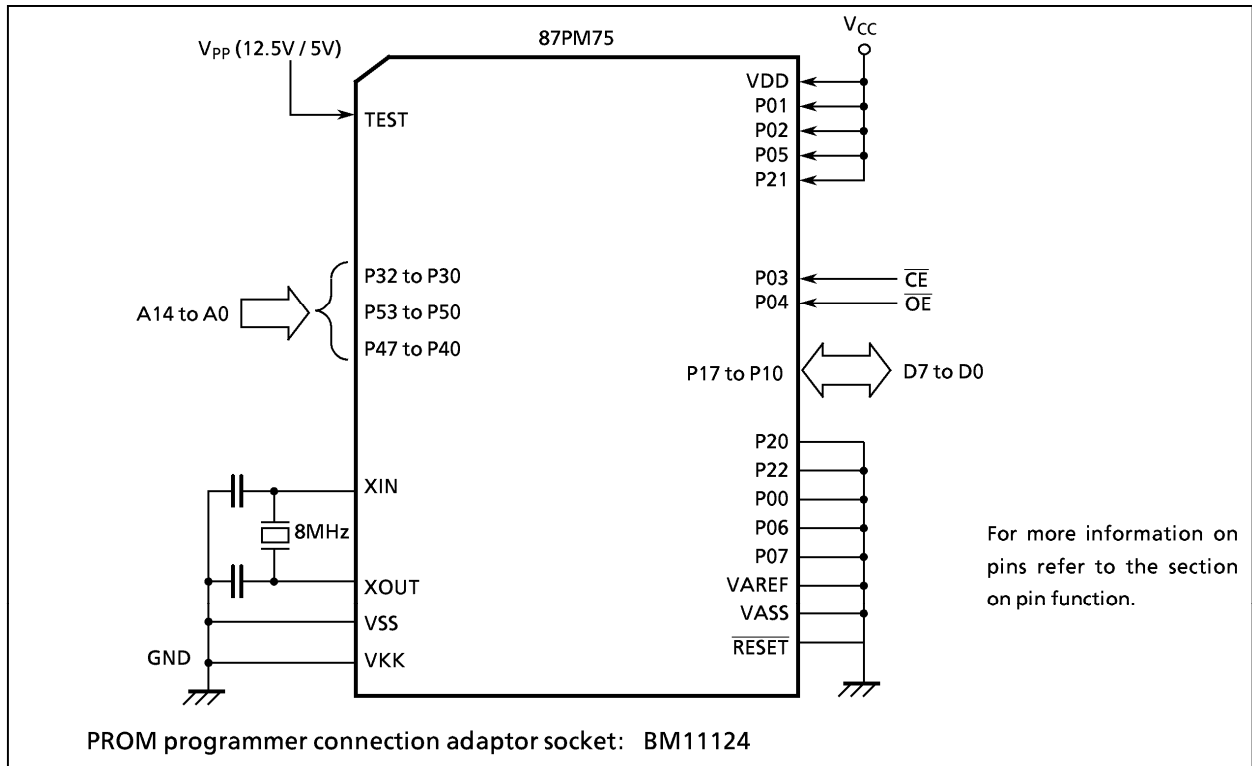 87PM75
VPP (12.5V / 5V)
VCC
TEST
VDD
P01
P02
P05
P21
A14 to A0
P32 to P30
P53 to P50
P47 to P40
P03
CE
P04
OE
P17 to P10
D7 to D0
XIN
8MHz
XOUT
VSS
GND
VKK
P20
P22
P00
P06
P07
VAREF
VASS
RESET
For more information on
pins refer to the section
on pin function.
PROM programmer connection adaptor socket: BM11124